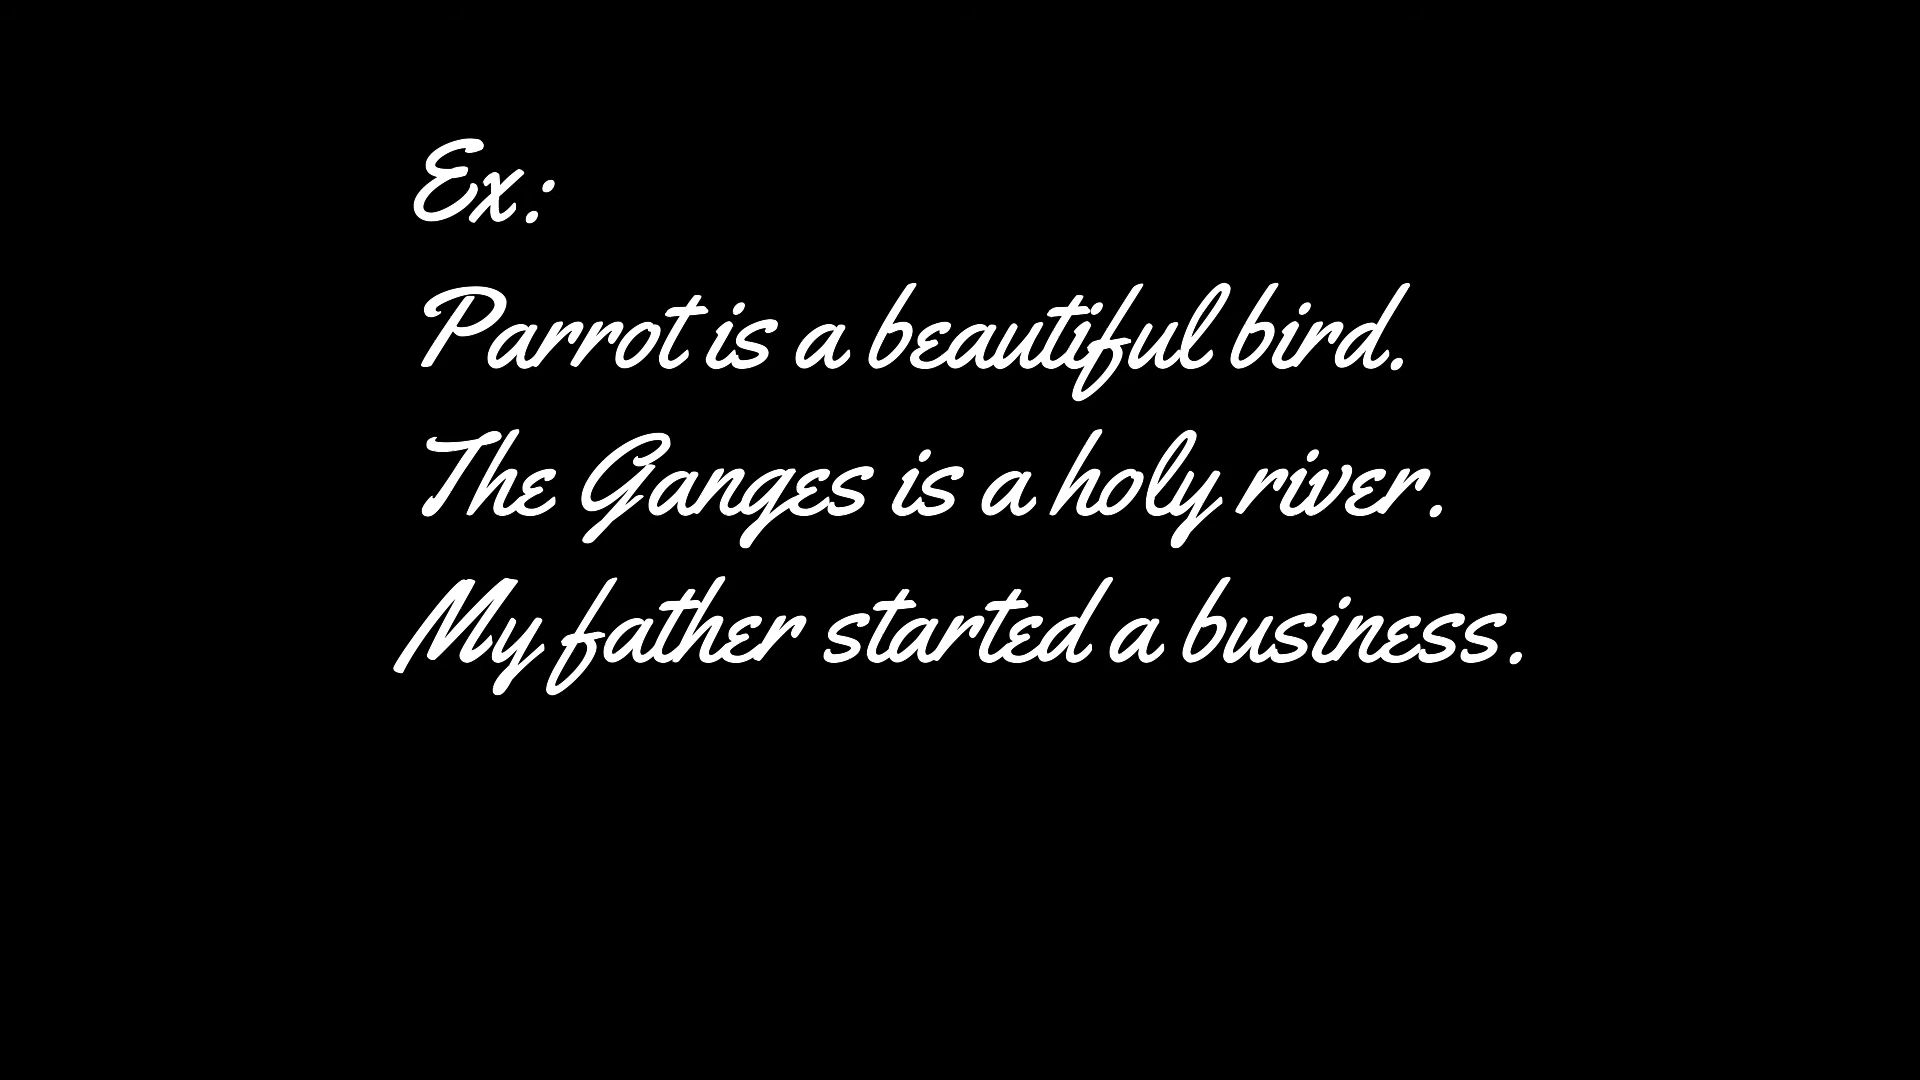 Ex:
Parrot is a beautiful bird.
The Ganges is a holy river.
My father started a business.